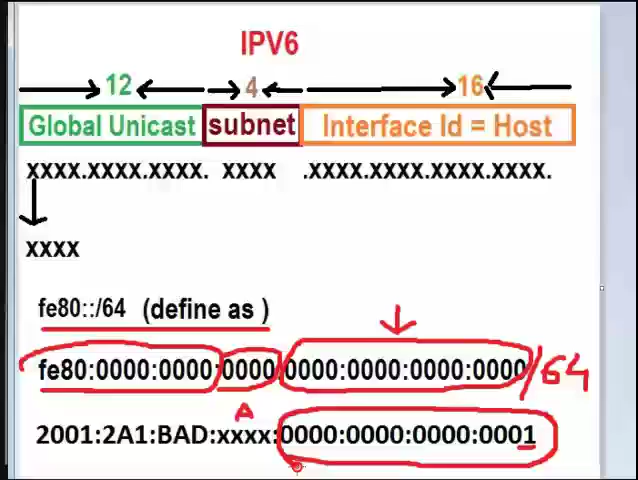 IPV6
12 4 16
Global Unicast subnet Interface Id = Host
xxxx.xxxx.xxxx. xxxx .xxxx.xxxx.xxxx.xxxx.
xxxx
fe80::/64 (define as )
fe80:0000:0000:0000:0000:0000:0000:0000/64
2001:2A1:BAD:xxxx:0000:0000:0000:0001